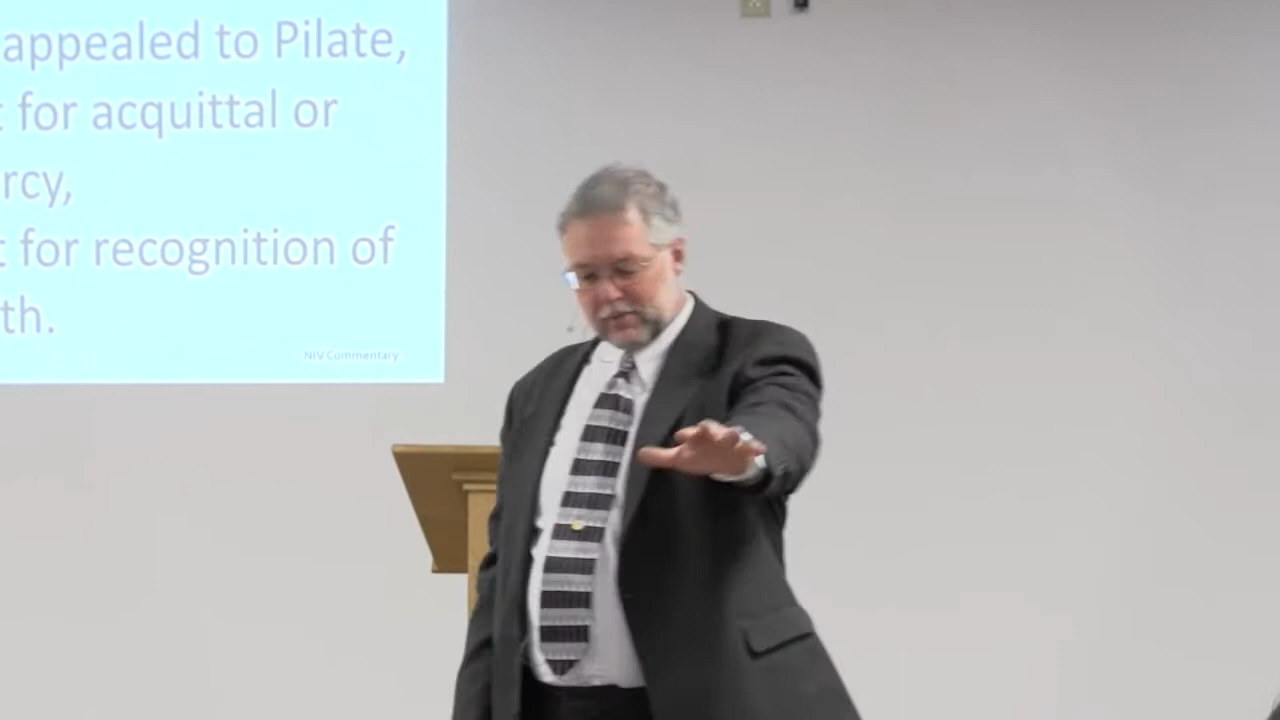 appealed to Pilate,
for acquittal or
rcy,
for recognition of
th.
NIV Commentary